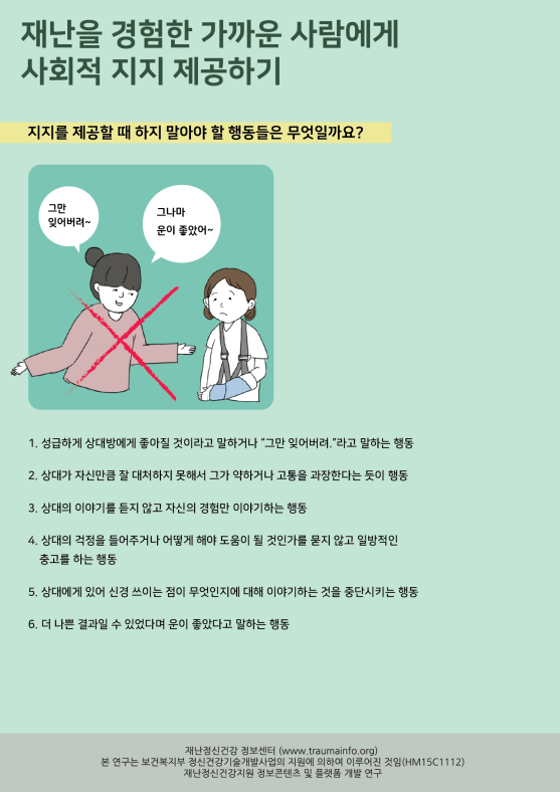 재난을 경험한 가까운 사람에게
사회적 지지 제공하기
지지를 제공할 때 하지 말아야 할 행동들은 무엇일까요?
그만
잊어버려~
그나마
운이 좋았어~
1. 성급하게 상대방에게 좋아질 것이라고 말하거나 “그만 잊어버려.”라고 말하는 행동
2. 상대가 자신만큼 잘 대처하지 못해서 그가 약하거나 고통을 과장한다는 듯이 행동
3. 상대의 이야기를 듣지 않고 자신의 경험만 이야기하는 행동
4. 상대의 걱정을 들어주거나 어떻게 해야 도움이 될 것인가를 묻지 않고 일방적인
충고를 하는 행동
5. 상대에게 있어 신경 쓰이는 점이 무엇인지에 대해 이야기하는 것을 중단시키는 행동
6. 더 나쁜 결과일 수 있었다며 운이 좋았다고 말하는 행동
재난정신건강 정보센터 (www.traumainfo.org)
본 연구는 보건복지부 정신건강기술개발사업의 지원에 의하여 이루어진 것임(HM15C1112)
재난정신건강지원 정보콘텐츠 및 플랫폼 개발 연구